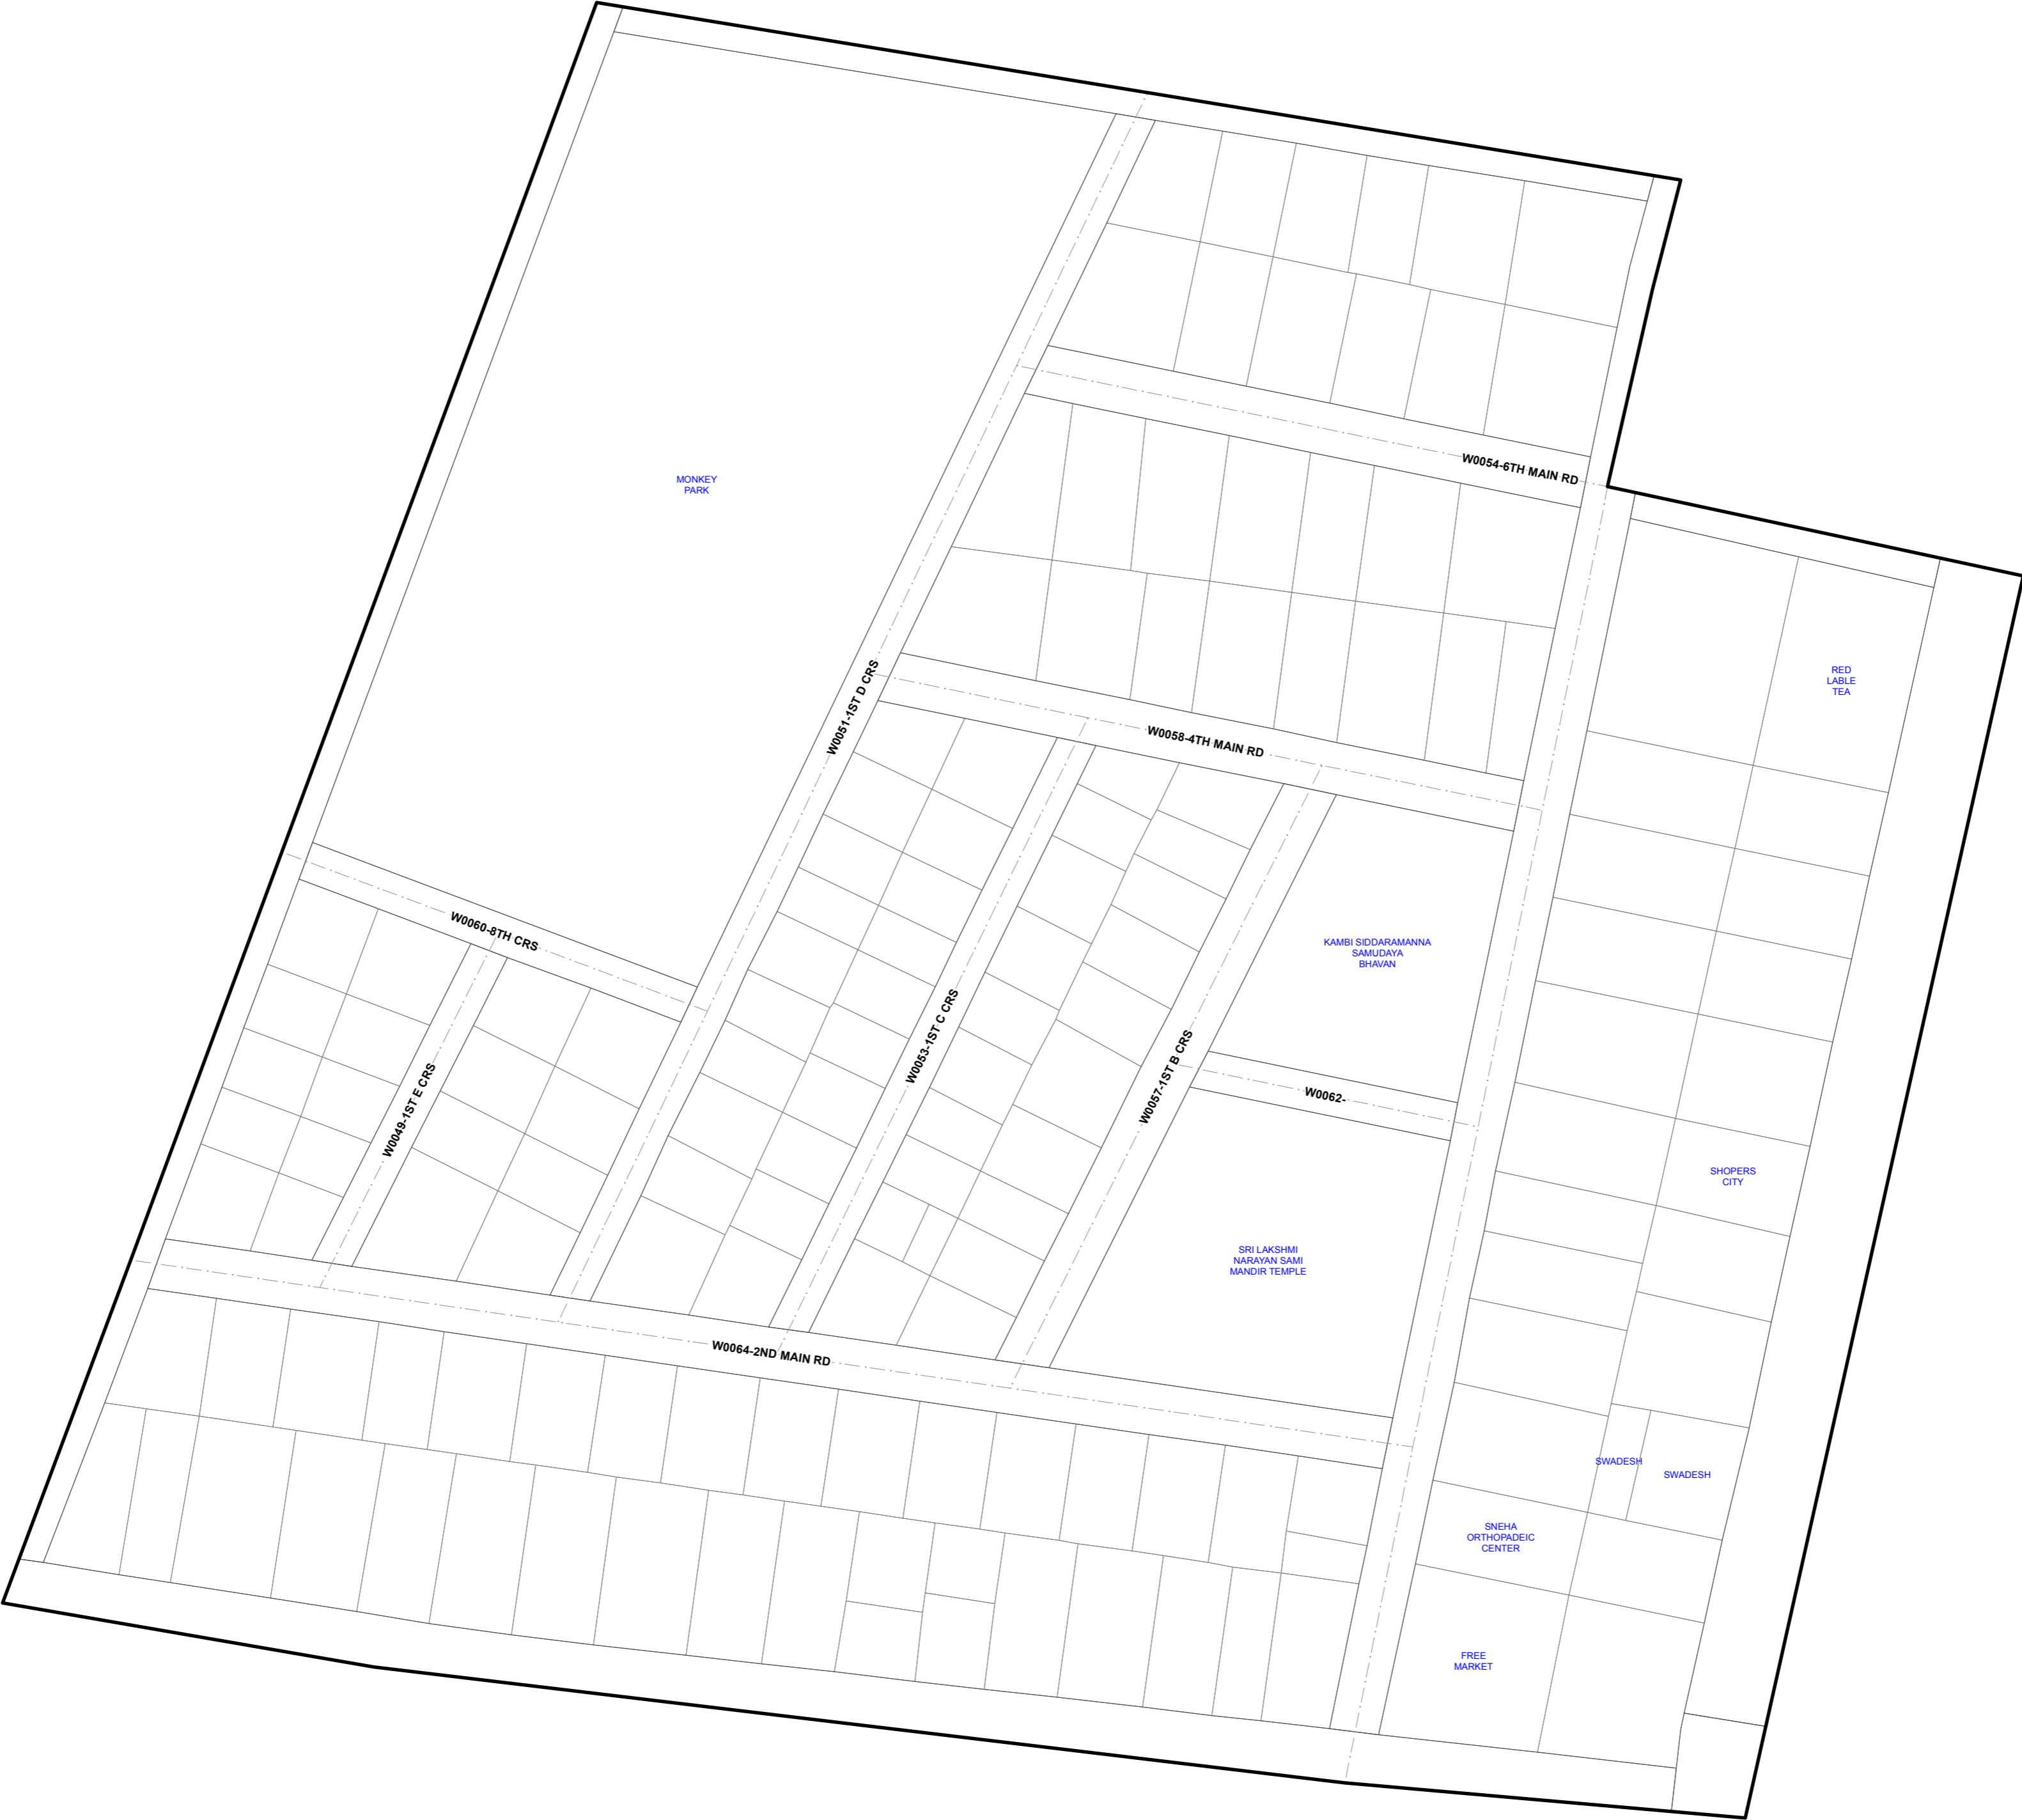 W0054-6TH MAIN RD
MONKEY
PARK
RED
LABLE
TEA
W0051-1ST D CRS
W0058-4TH MAIN RD
W0060-8TH CRS
KAMBI SIDDARAMANNA
SAMUDAYA
BHAVAN
W0053-1ST C CRS
W0057-1ST B CRS
W0049-1ST E CRS
W0062-
SHOPERS
CITY
SRI LAKSHMI
NARAYAN SAMI
MANDIR TEMPLE
W0064-2ND MAIN RD
SWADESH
SWADESH
SNEHA
ORTHOPADEIC
CENTER
FREE
MARKET